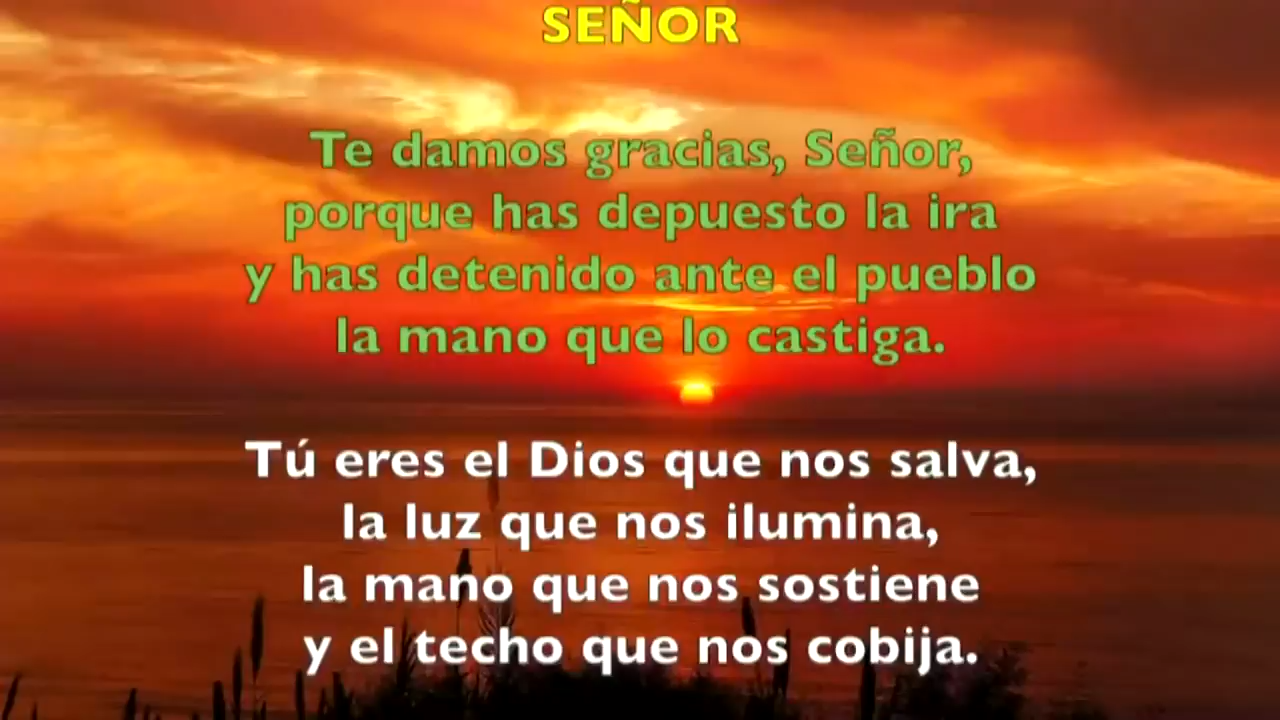 SEÑOR
Te damos gracias, Señor,
porque has depuesto la ira
y has detenido ante el pueblo
la mano que lo castiga.
Tú eres el Dios que nos salva,
la luz que nos ilumina,
la mano que nos sostiene
y el techo que nos cobija.